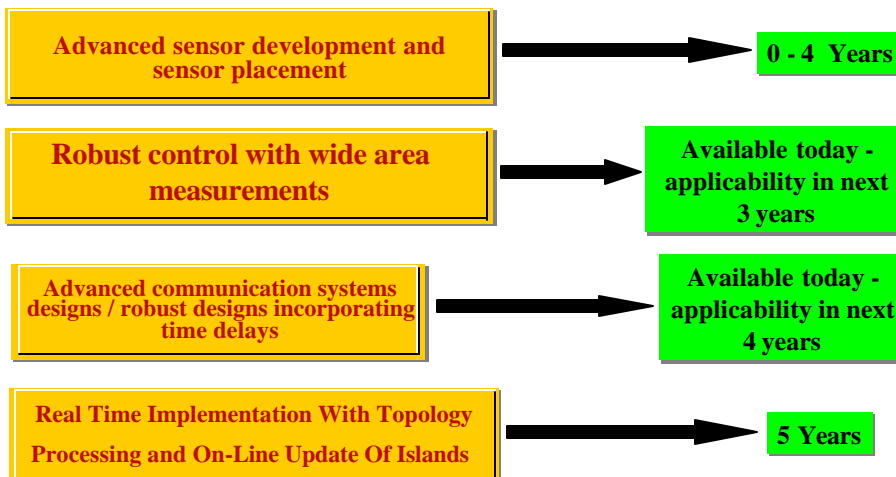 Advanced sensor development and
sensor placement
0 - 4 Years
Robust control with wide area
measurements
Available today -
applicability in next
3 years
Advanced communication systems
designs / robust designs incorporating
time delays
Available today -
applicability in next
4 years
Real Time Implementation With Topology
Processing and On-Line Update Of Islands
5 Years